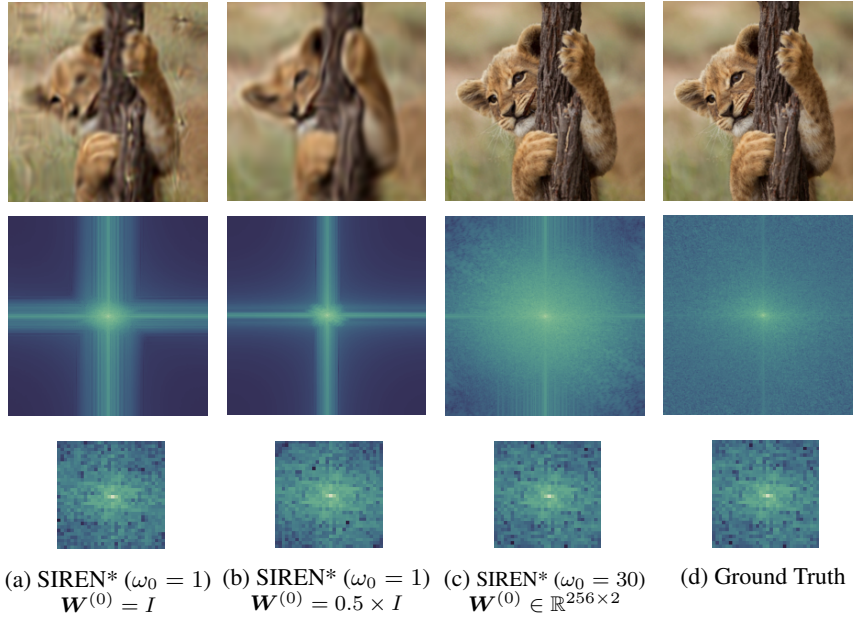 (a) SIREN* (ω₀ = 1) (b) SIREN* (ω₀ = 1) (c) SIREN* (ω₀ = 30) (d) Ground Truth
W⁽⁰⁾ = I W⁽⁰⁾ = 0.5 × I W⁽⁰⁾ ∈ ℝ²⁵⁶ˣ²